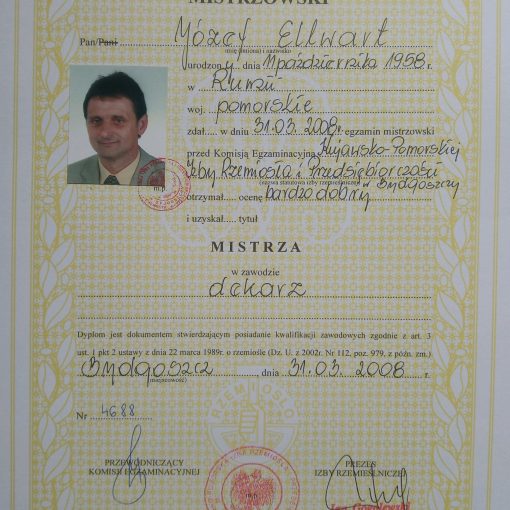 MISTRZOWSKI
Pan/Pani Józef Ellwart
imię (imiona) i nazwisko
urodzony dnia 11 października 1958 r.
w Rumii
woj. pomorskie
zdał..... w dniu 31.03.2008r. egzamin mistrzowski
przed Komisją Egzaminacyjną Kujawsko-Pomorskiej
Izby Rzemiosła i Przedsiębiorczości
(nazwa stanowiona izby rzemieślniczej) w Bydgoszczy
otrzymał.... ocenę bardzo dobry
i uzyskał..... tytuł
m.p.
MISTRZA
w zawodzie
dekarz
Dyplom jest dokumentem stwierdzającym posiadanie kwalifikacji zawodowych zgodnie z art. 3
ust. 1 pkt 2 ustawy z dnia 22 marca 1989r. o rzemiośle (Dz. U. z 2002r. Nr 112, poz. 979, z późn. zm.)
Bydgoszcz, dnia 31.03.2008 r.
(miejscowość)
RZEMIOSŁO
Nr 4688
PRZEWODNICZĄCY
KOMISJI EGZAMINACYJNEJ
PREZES
IZBY RZEMIEŚLNICZEJ
m.p.